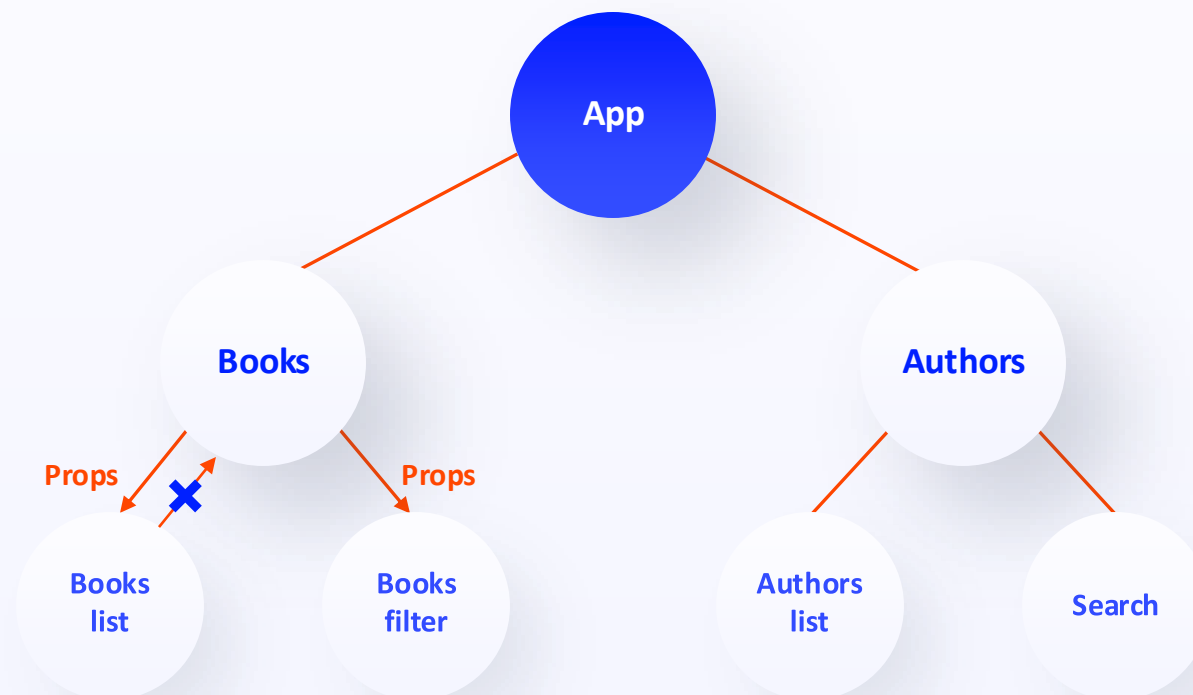 App
Books
Authors
Props
Props
Books
list
Books
filter
Authors
list
Search